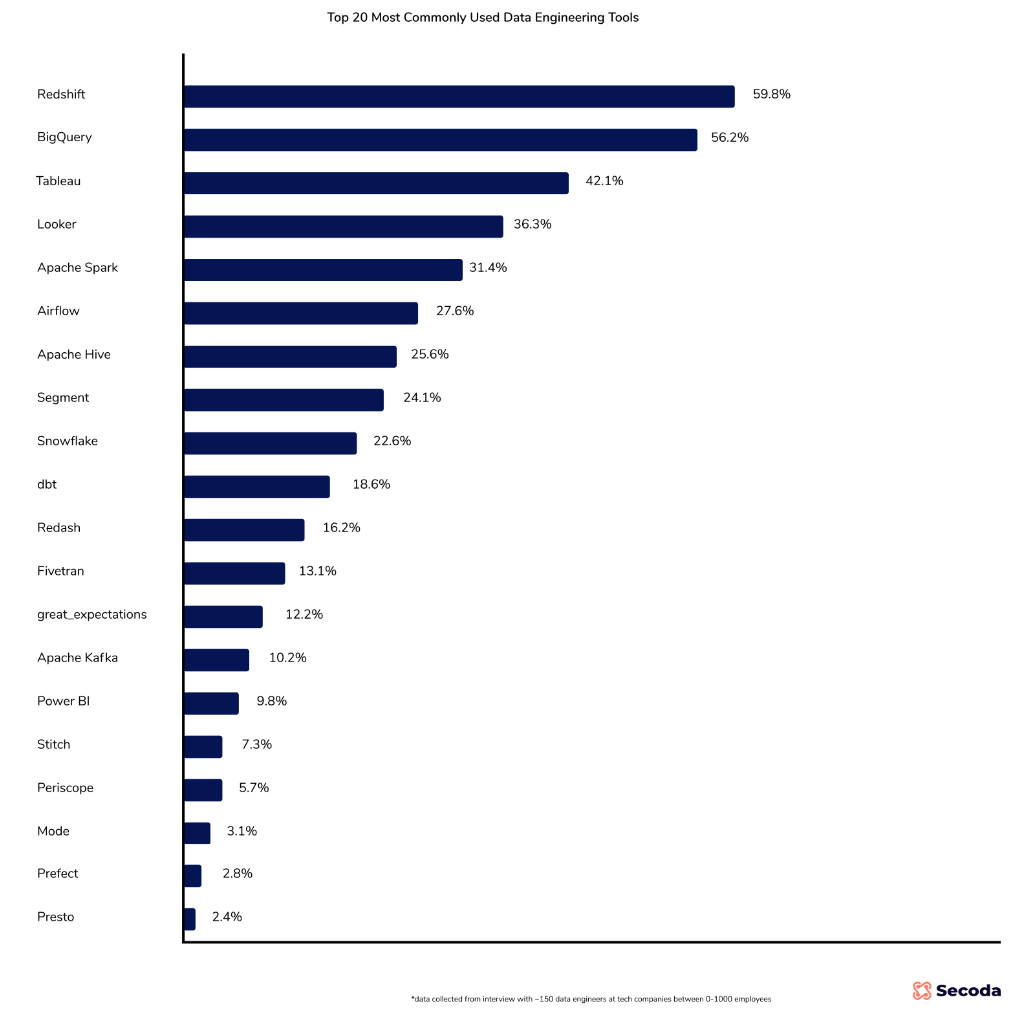 Top 20 Most Commonly Used Data Engineering Tools
Redshift 59.8%
BigQuery 56.2%
Tableau 42.1%
Looker 36.3%
Apache Spark 31.4%
Airflow 27.6%
Apache Hive 25.6%
Segment 24.1%
Snowflake 22.6%
dbt 18.6%
Redash 16.2%
Fivetran 13.1%
great_expectations 12.2%
Apache Kafka 10.2%
Power BI 9.8%
Stitch 7.3%
Periscope 5.7%
Mode 3.1%
Prefect 2.8%
Presto 2.4%
*data collected from interview with ~150 data engineers at tech companies between 0-1000 employees
Secoda